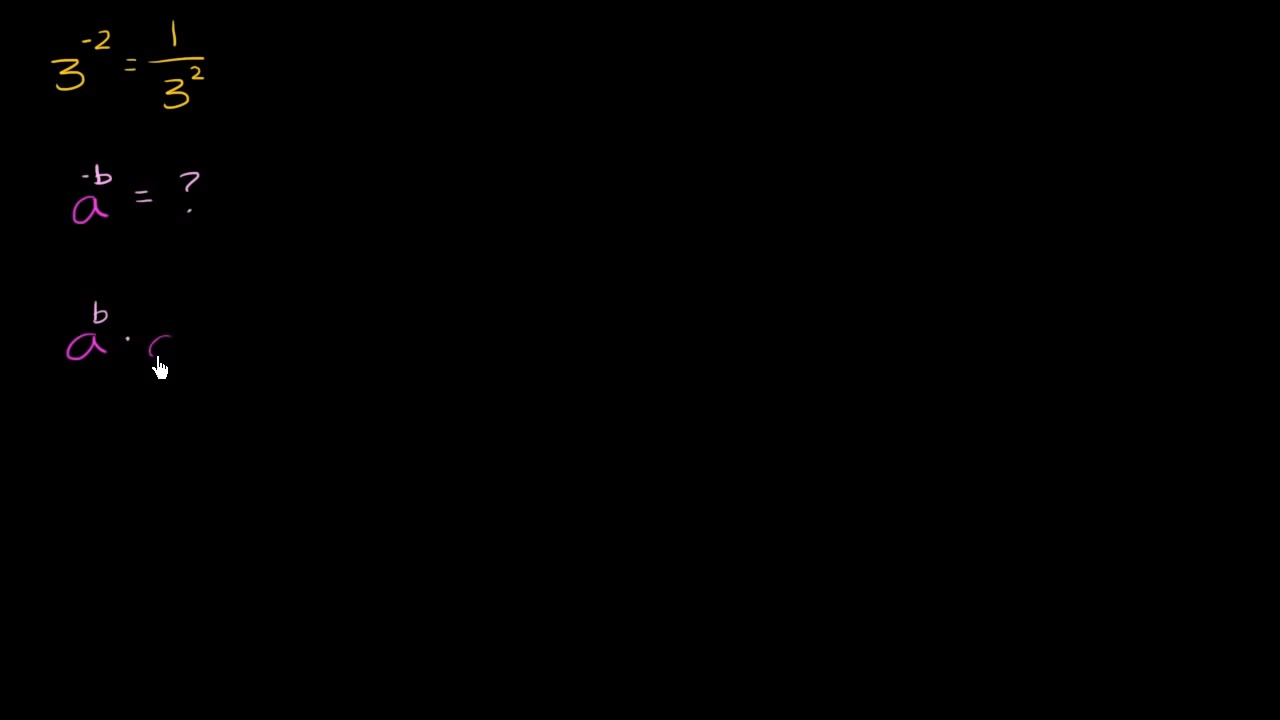 3^-2 = 1/3^2
a^-b = ?
a^b ·